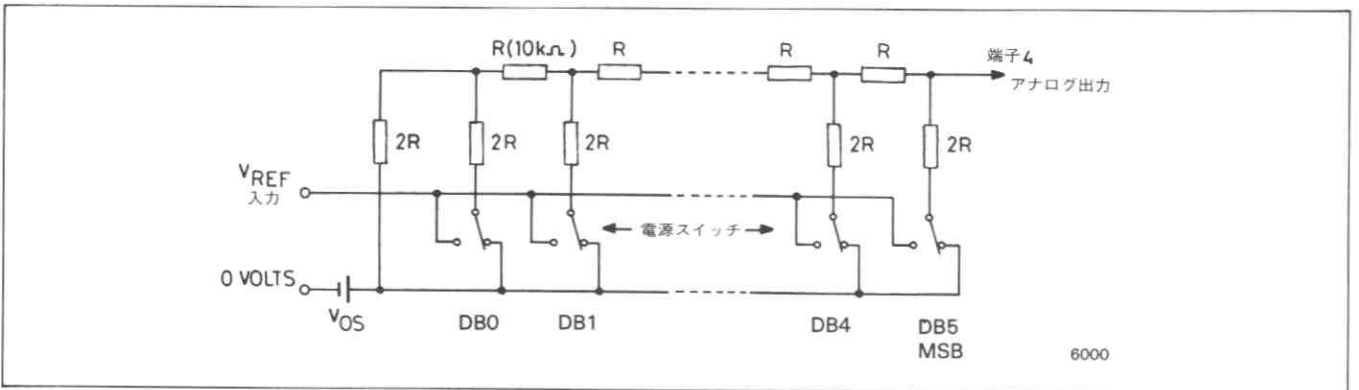 R(10kΩ)
R
R
R
端子4
アナログ出力
2R
2R
2R
2R
2R
VREF
入力
電源スイッチ
0 VOLTS
VOS
DB0
DB1
DB4
DB5
MSB
6000